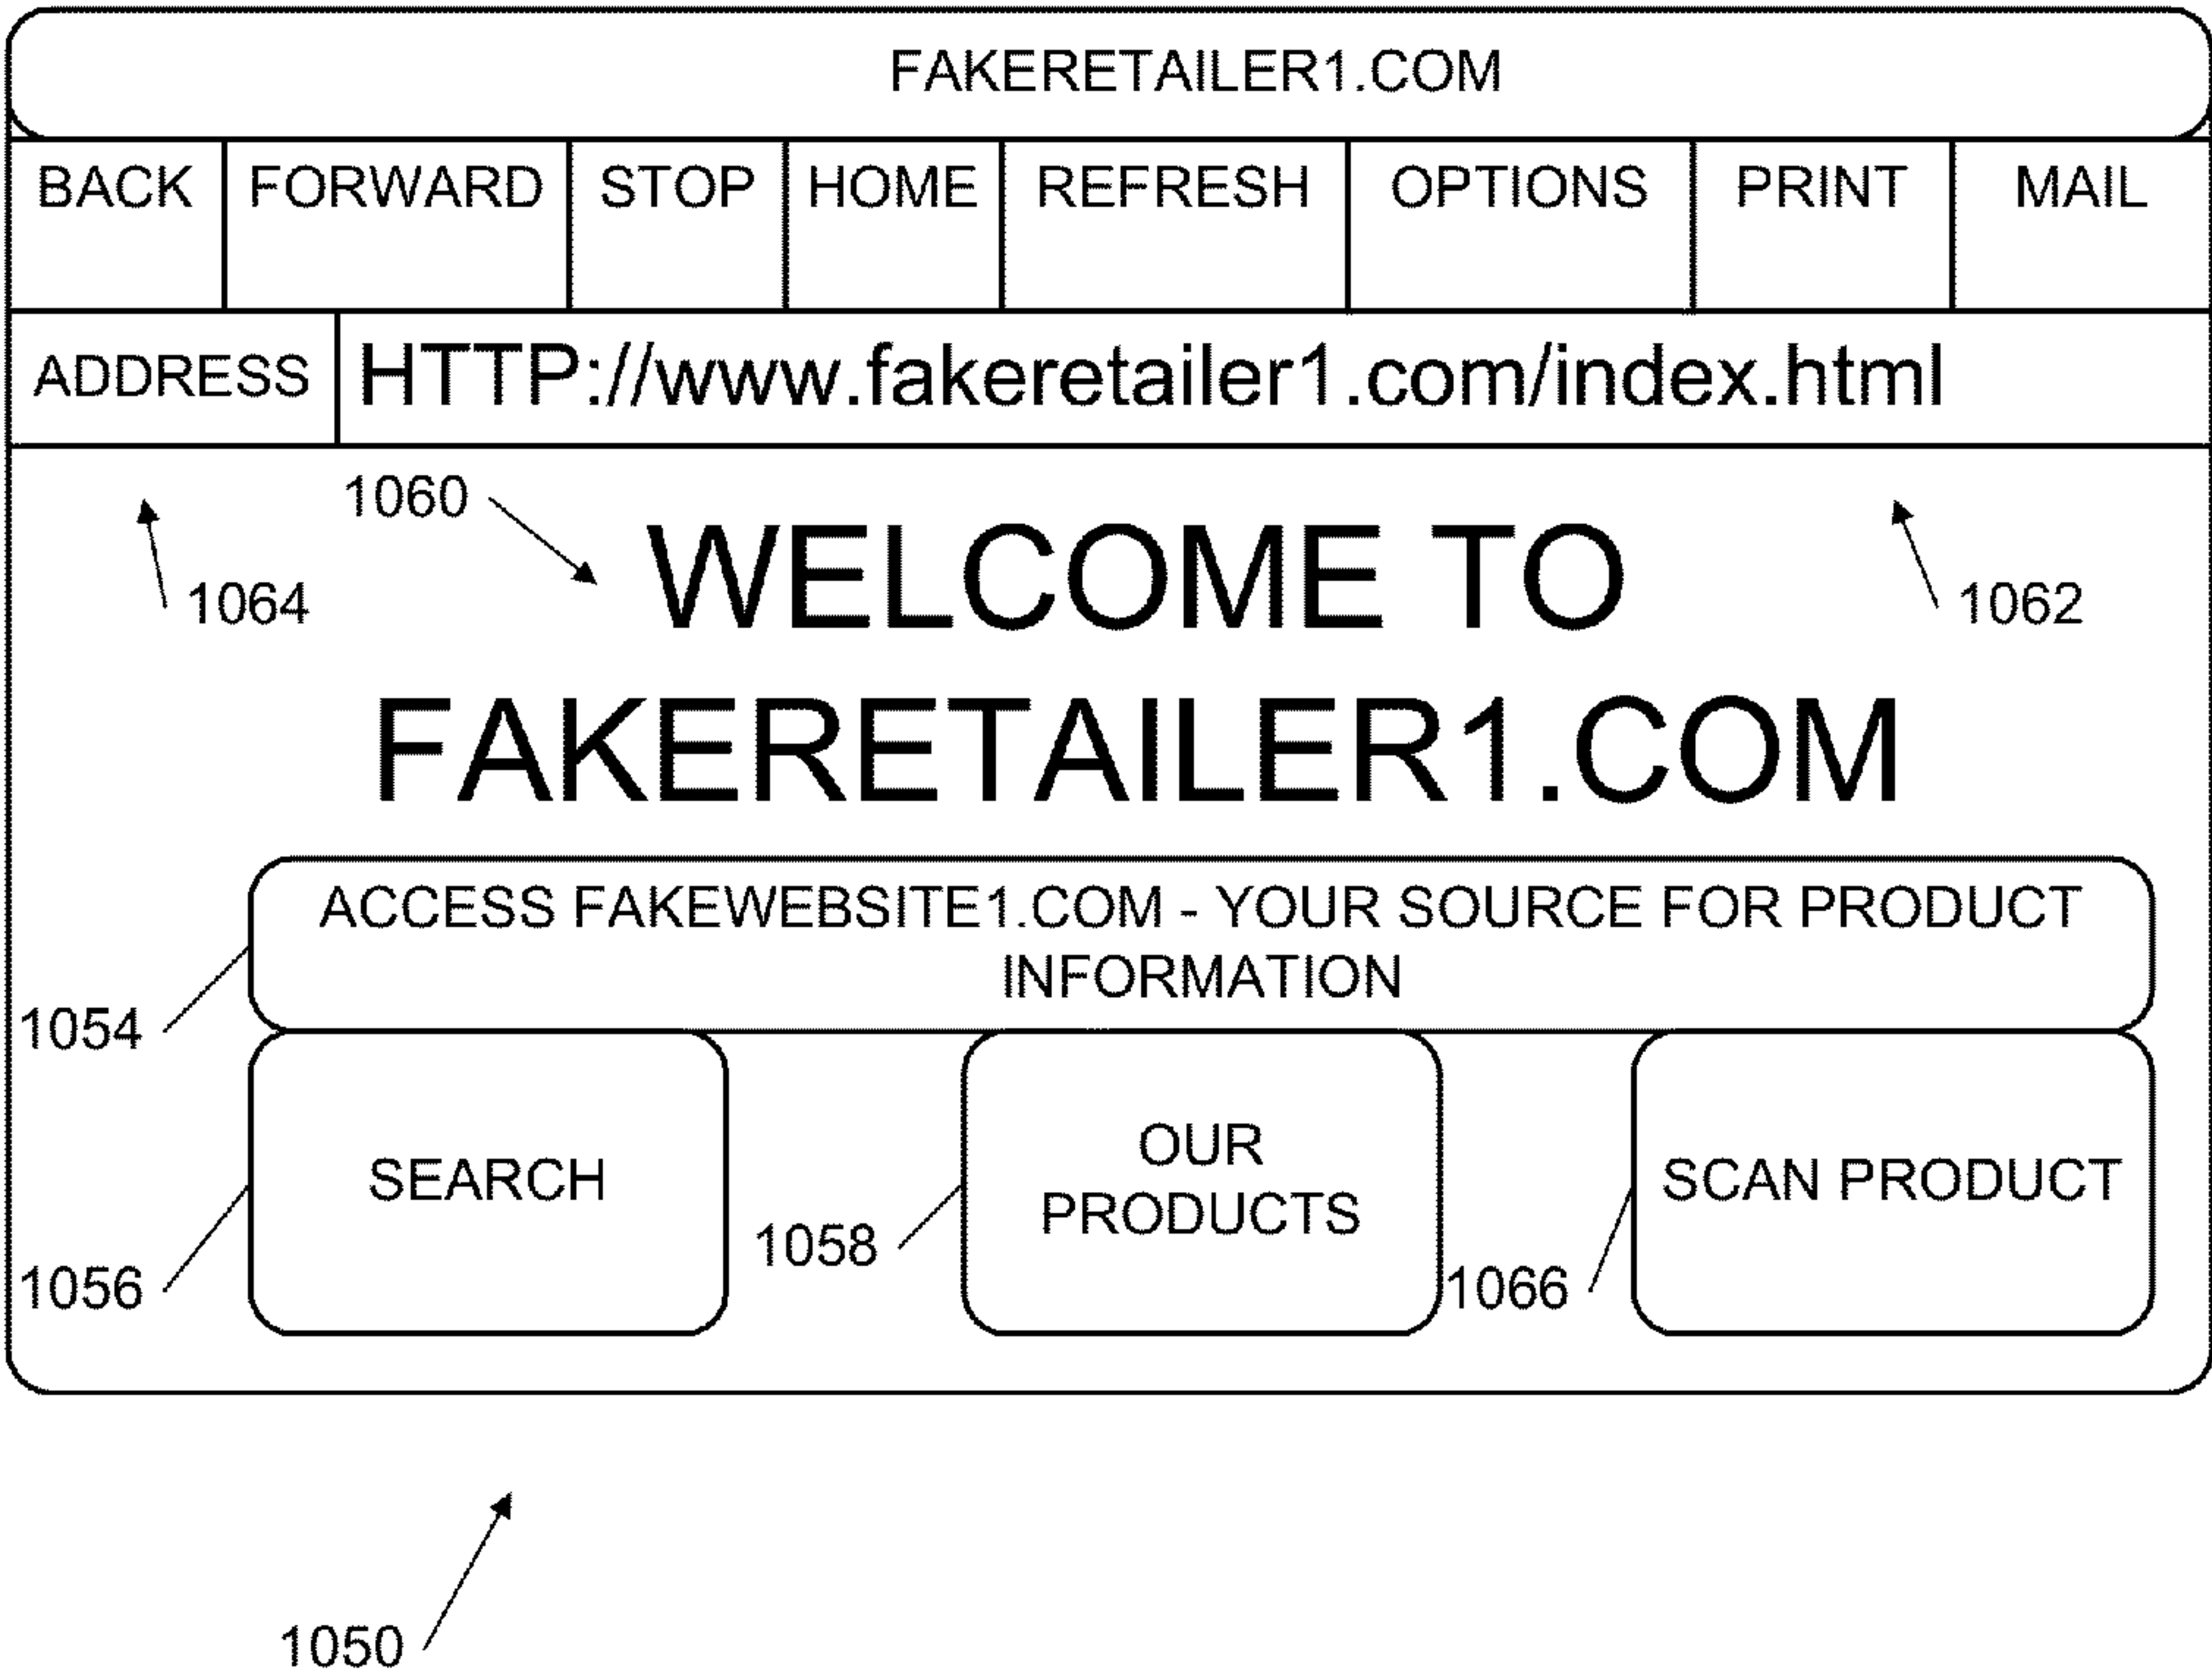 FAKERETAILER1.COM
BACK FORWARD STOP HOME REFRESH OPTIONS PRINT MAIL
ADDRESS HTTP://www.fakeretailer1.com/index.html
1060
WELCOME TO
1064
1062
FAKERETAILER1.COM
ACCESS FAKEWEBSITE1.COM - YOUR SOURCE FOR PRODUCT
INFORMATION
1054
SEARCH
OUR
PRODUCTS
SCAN PRODUCT
1056
1058
1066
1050